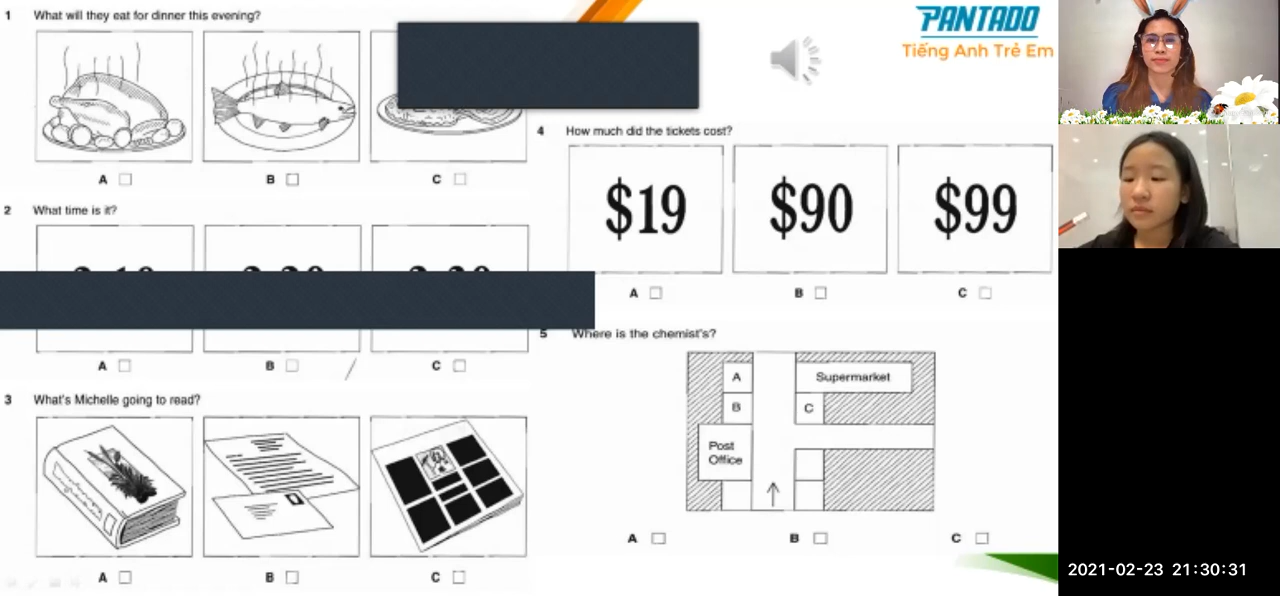 1 What will they eat for dinner this evening?
A B C
2 What time is it?
A B C
3 What's Michelle going to read?
A B C
PANTADO
Tiếng Anh Trẻ Em
4 How much did the tickets cost?
$19 $90 $99
A B C
5 Where is the chemist's?
A Supermarket
B C
Post
Office
A B C
2021-02-23 21:30:31